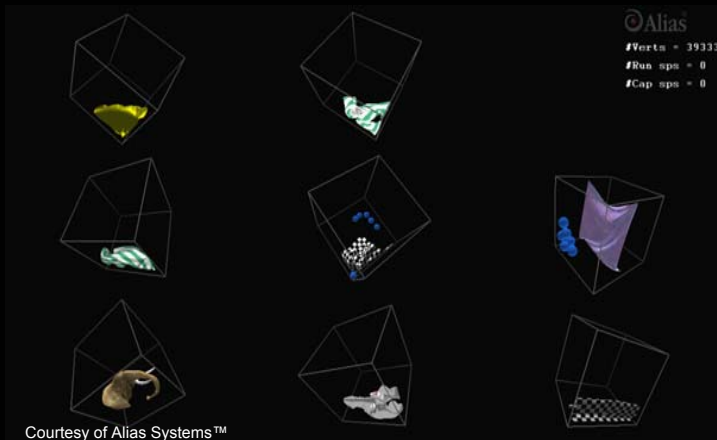 Alias
#Verts = 39333
#Run sps = 0
#Cap sps = 0
Courtesy of Alias Systems™